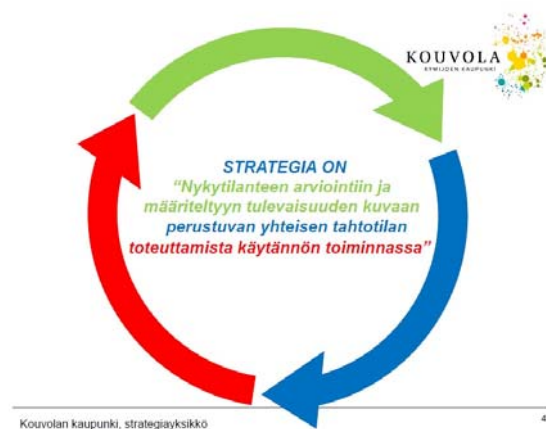 KOUVOLA
KYMIJOEN KAUPUNKI
STRATEGIA ON
"Nykytilanteen arviointiin ja
määriteltyyn tulevaisuuden kuvaan
perustuvan yhteisen tahtotilan
toteuttamista käytännön toiminnassa"
Kouvolan kaupunki, strategiayksikkö
4